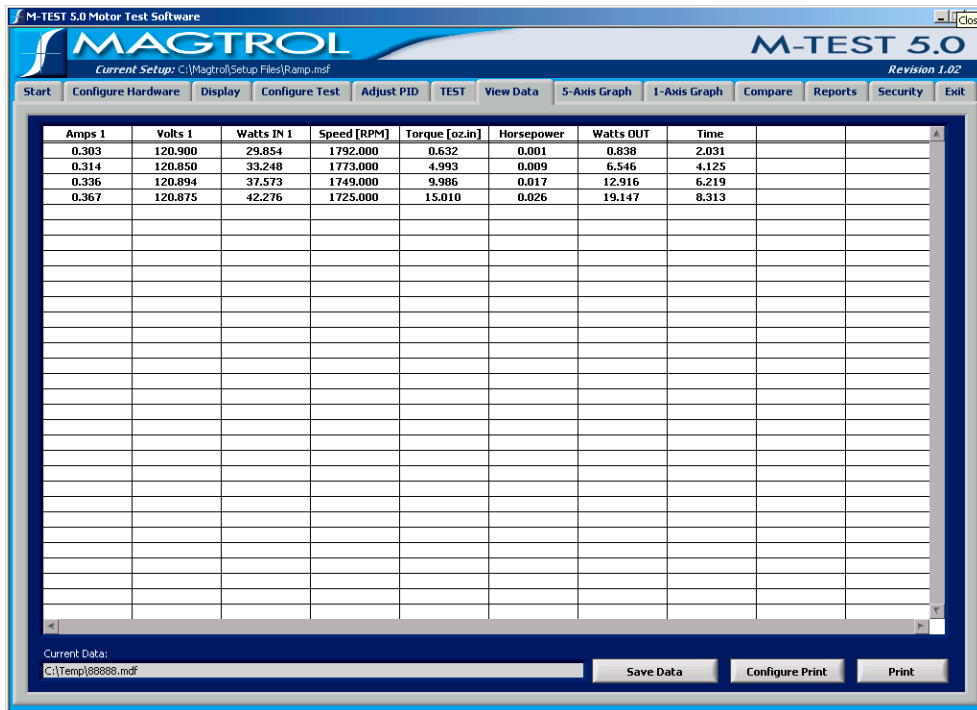 M-TEST 5.0 Motor Test Software
Clos
MAGTROL
M-TEST 5.0
Current Setup: C:\Magtrol\Setup Files\Ramp.msf
Revision 1.02
Start Configure Hardware Display Configure Test Adjust PID TEST View Data 5-Axis Graph 1-Axis Graph Compare Reports Security Exit
Amps 1 Volts 1 Watts IN 1 Speed [RPM] Torque [oz.in] Horsepower Watts OUT Time
0.303 120.900 29.854 1792.000 0.632 0.001 0.838 2.031
0.314 120.850 33.248 1773.000 4.993 0.009 6.546 4.125
0.336 120.894 37.573 1749.000 9.986 0.017 12.916 6.219
0.367 120.875 42.276 1725.000 15.010 0.026 19.147 8.313
Current Data:
C:\Temp\88888.mdf
Save Data Configure Print Print